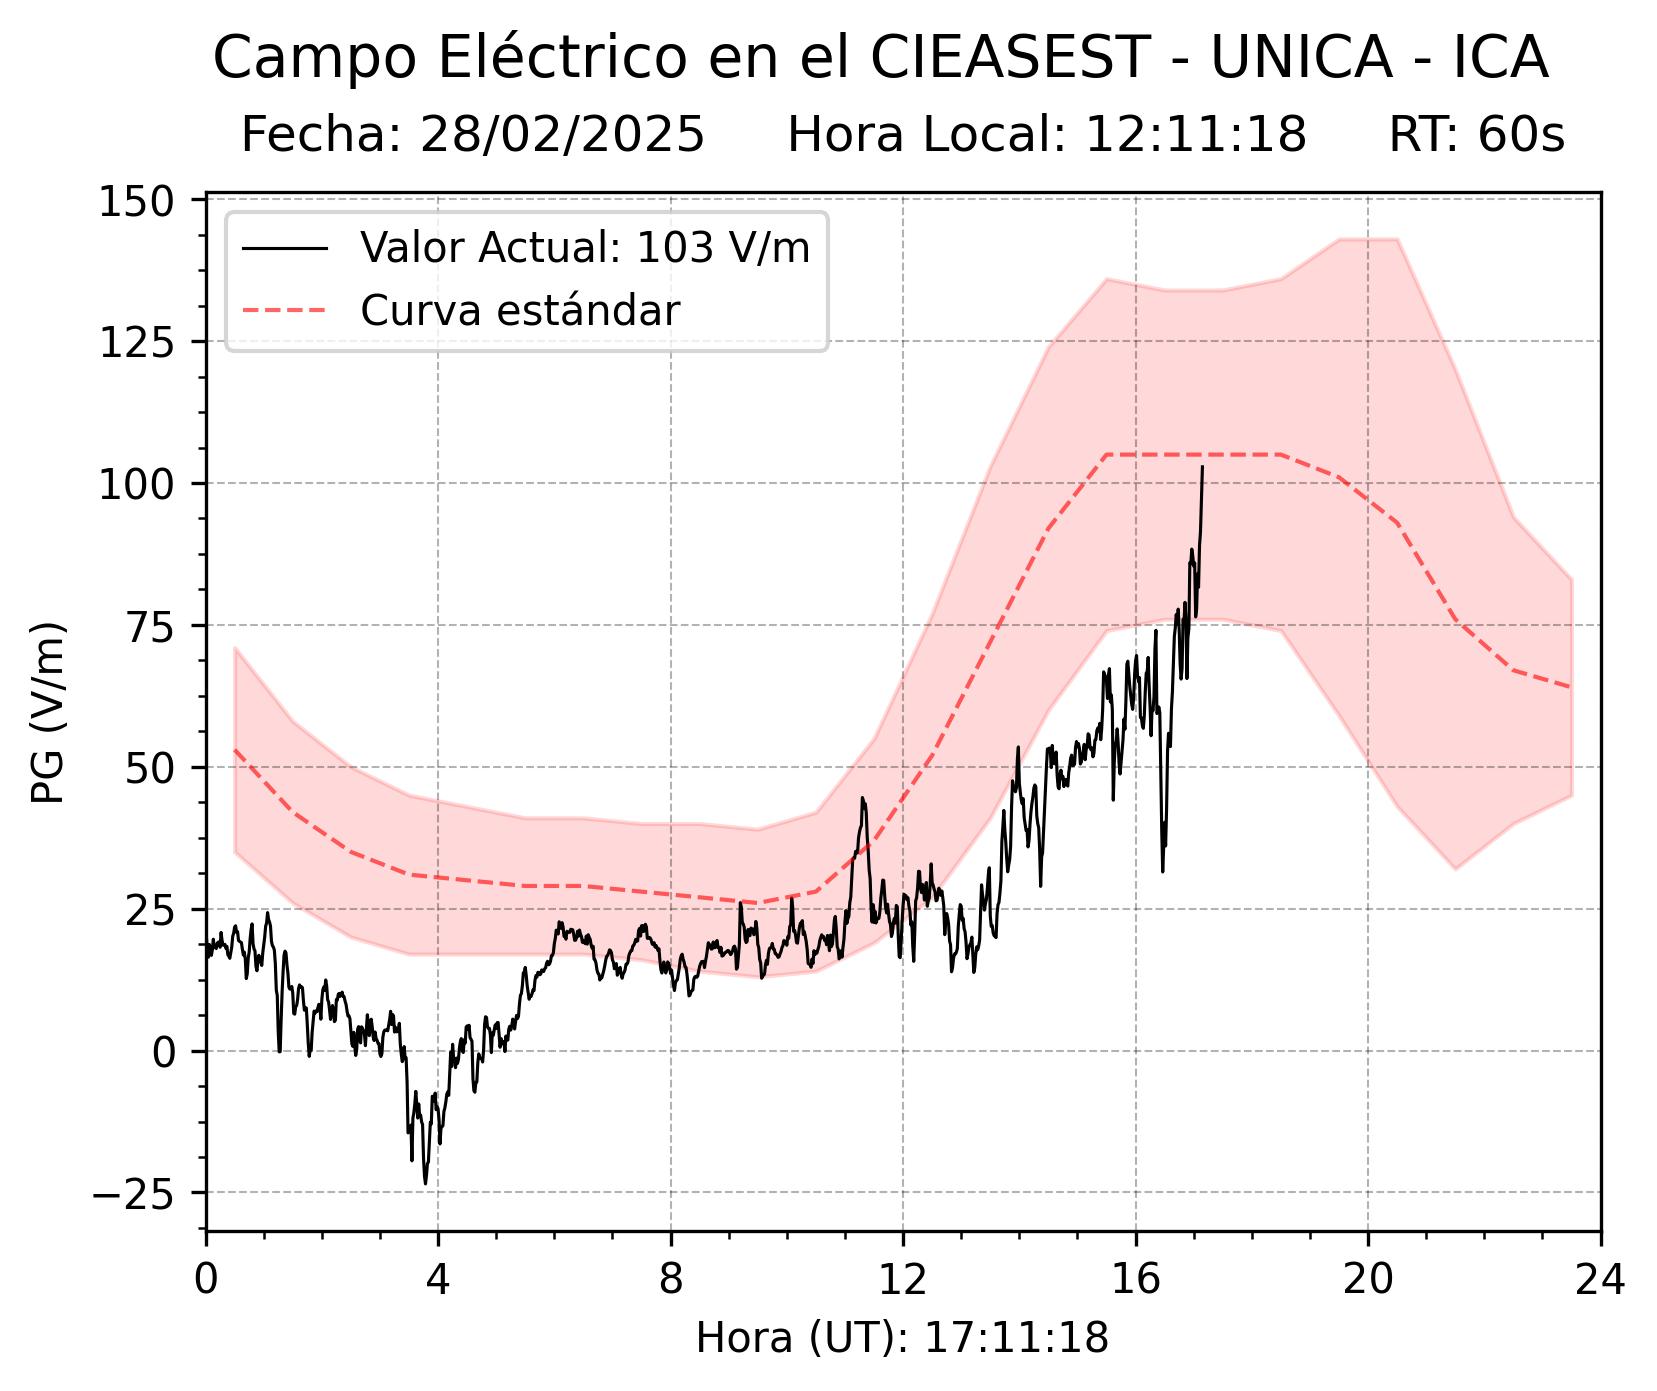 Campo Eléctrico en el CIEASEST - UNICA - ICA
Fecha: 28/02/2025 Hora Local: 12:11:18 RT: 60s
Valor Actual: 103 V/m
Curva estándar
150
125
100
75
50
25
0
−25
PG (V/m)
0 4 8 12 16 20 24
Hora (UT): 17:11:18